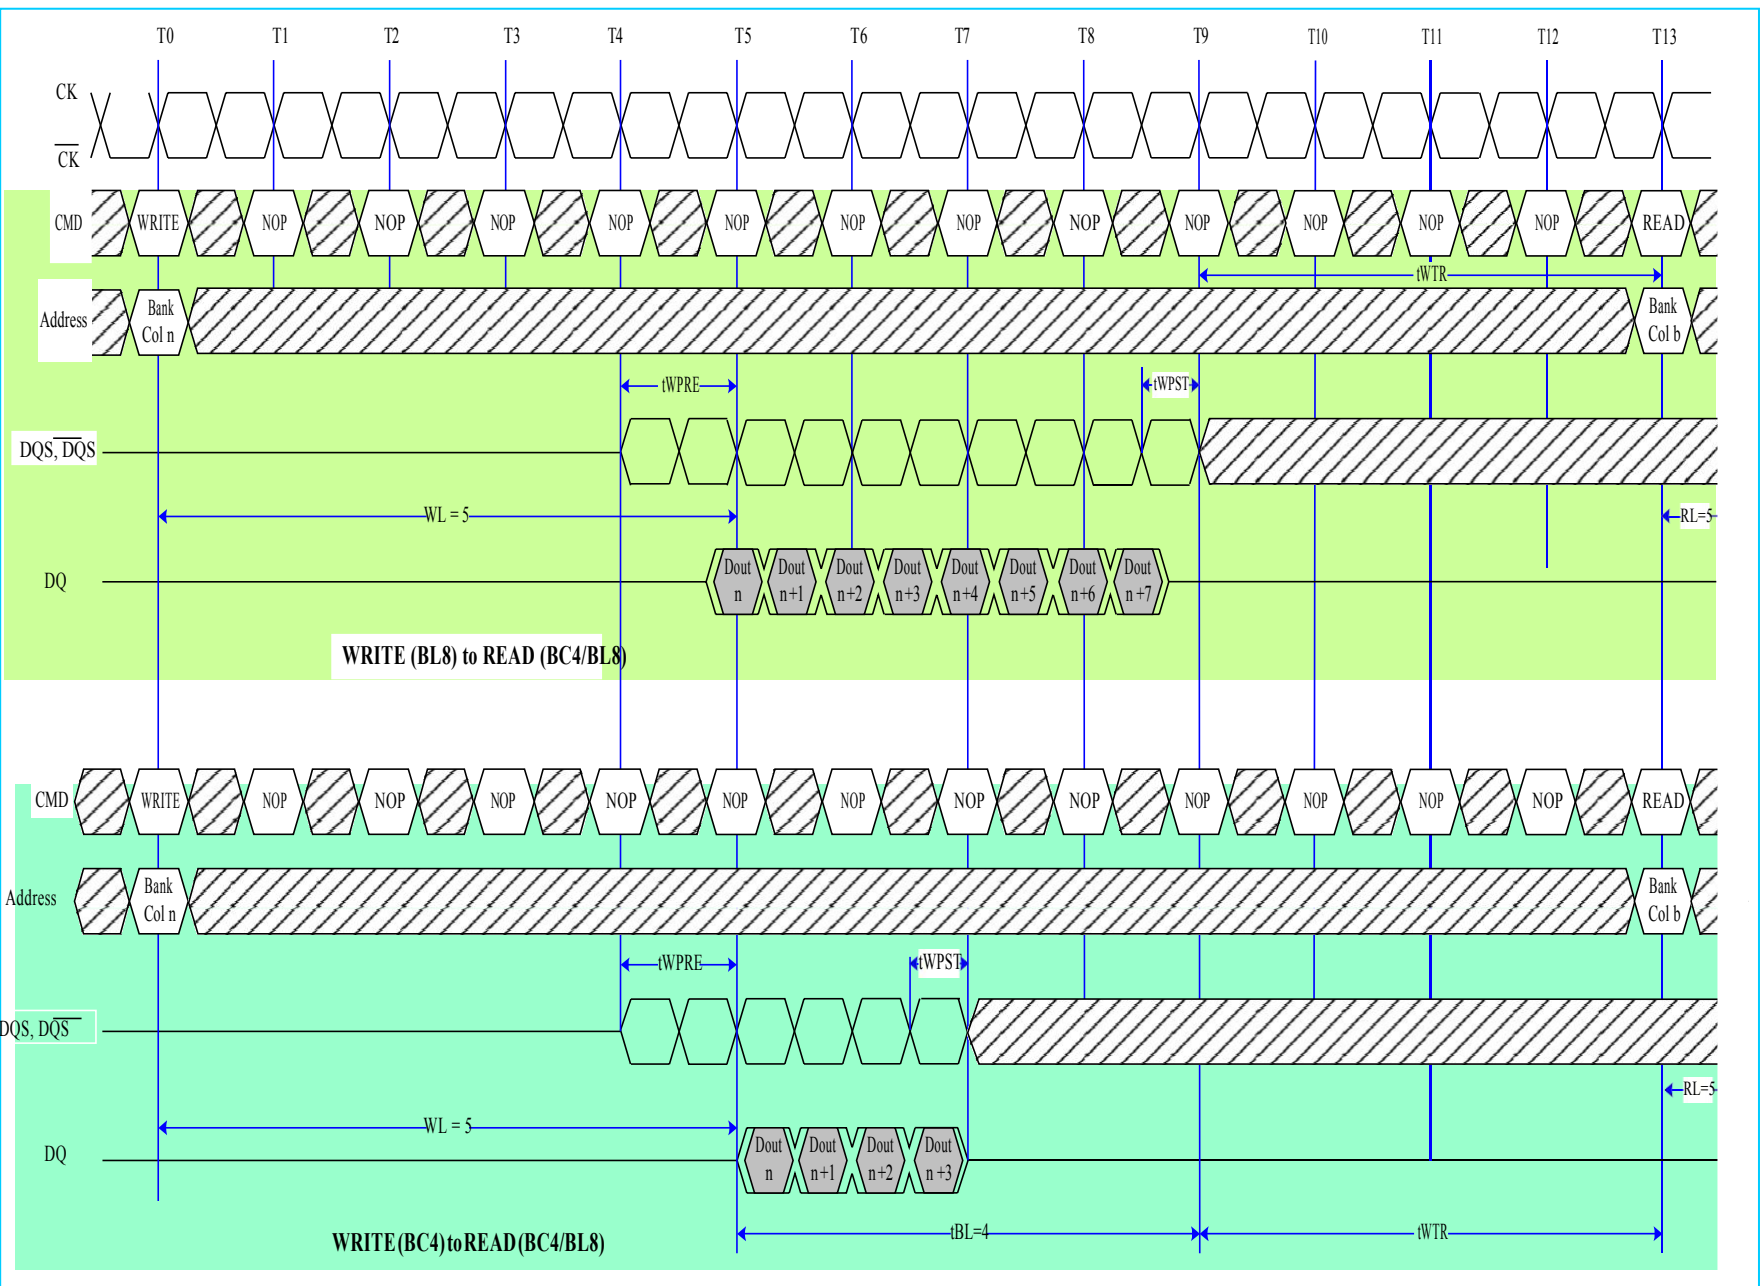 T0 T1 T2 T3 T4 T5 T6 T7 T8 T9 T10 T11 T12 T13
CK
CK
CMD WRITE NOP NOP NOP NOP NOP NOP NOP NOP NOP NOP NOP NOP READ
tWTR
Address Bank Col n Bank Col b
tWPRE tWPST
DQS, DQS
WL = 5 RL=5
DQ Dout n Dout n+1 Dout n+2 Dout n+3 Dout n+4 Dout n+5 Dout n+6 Dout n+7
WRITE (BL8) to READ (BC4/BL8)
CMD WRITE NOP NOP NOP NOP NOP NOP NOP NOP NOP NOP NOP NOP READ
Address Bank Col n Bank Col b
tWPRE tWPST
DQS, DQS
RL=5
WL = 5
DQ Dout n Dout n+1 Dout n+2 Dout n+3
tBL=4 tWTR
WRITE (BC4) to READ (BC4/BL8)